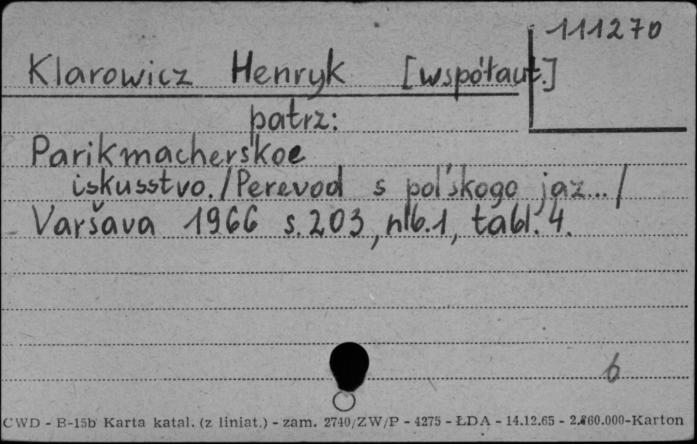 111270
Klarowicz Henryk [współaut.]
patrz:
Parikmacherskoe
iskusstvo./Perevod s pol'skogo jaz.../
Varšava 1966 s. 203, nlb.1, tabl. 4.
6
CWD - B-15b Karta katal. (z liniat.) - zam. 2740/ZW/P - 4275 - ŁDA - 14.12.65 - 2.860.000-Karton